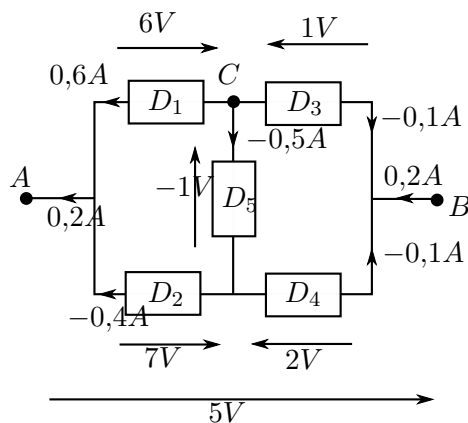 6V
1V
0,6A
C
D₁
D₃
−0,1A
−0,5A
A
−1V
D₅
0,2A
0,2A
B
−0,1A
D₂
D₄
−0,4A
7V
2V
5V